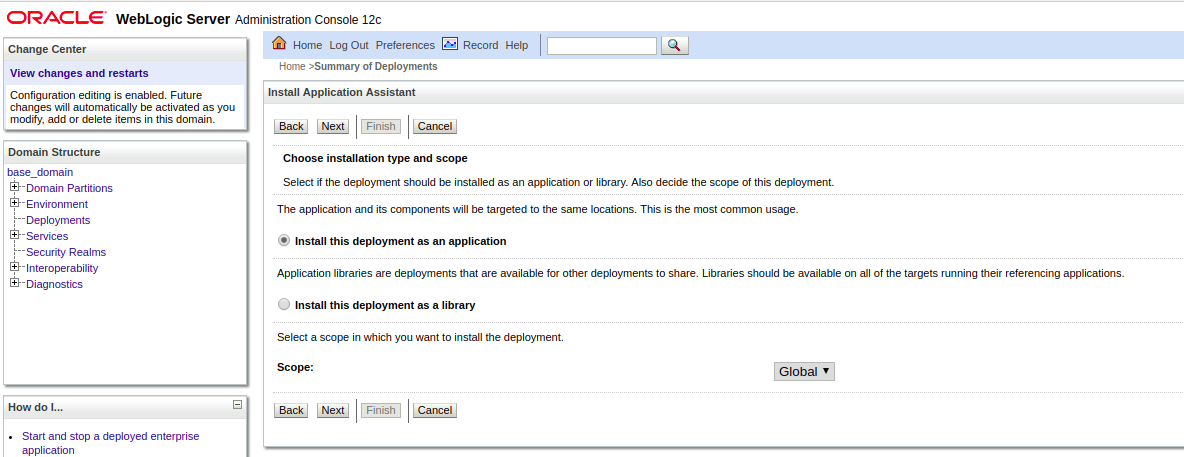 ORACLE WebLogic Server Administration Console 12c
Change Center
View changes and restarts
Configuration editing is enabled. Future
changes will automatically be activated as you
modify, add or delete items in this domain.
Domain Structure
base_domain
Domain Partitions
Environment
Deployments
Services
Security Realms
Interoperability
Diagnostics
How do I...
Start and stop a deployed enterprise
application
Home Log Out Preferences Record Help
Home >Summary of Deployments
Install Application Assistant
Back Next Finish Cancel
Choose installation type and scope
Select if the deployment should be installed as an application or library. Also decide the scope of this deployment.
The application and its components will be targeted to the same locations. This is the most common usage.
Install this deployment as an application
Application libraries are deployments that are available for other deployments to share. Libraries should be available on all of the targets running their referencing applications.
Install this deployment as a library
Select a scope in which you want to install the deployment.
Scope: Global
Back Next Finish Cancel